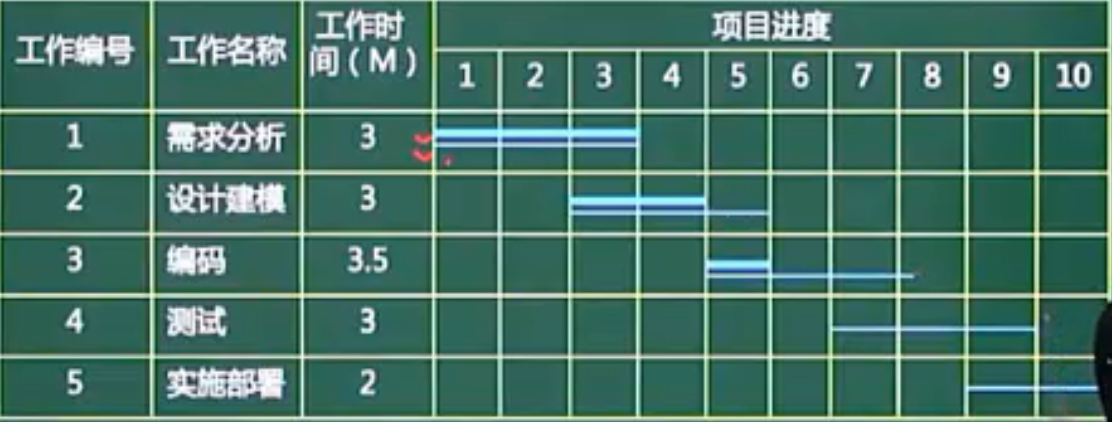 工作编号 工作名称 工作时间（M） 项目进度
1 2 3 4 5 6 7 8 9 10
1 需求分析 3
2 设计建模 3
3 编码 3.5
4 测试 3
5 实施部署 2